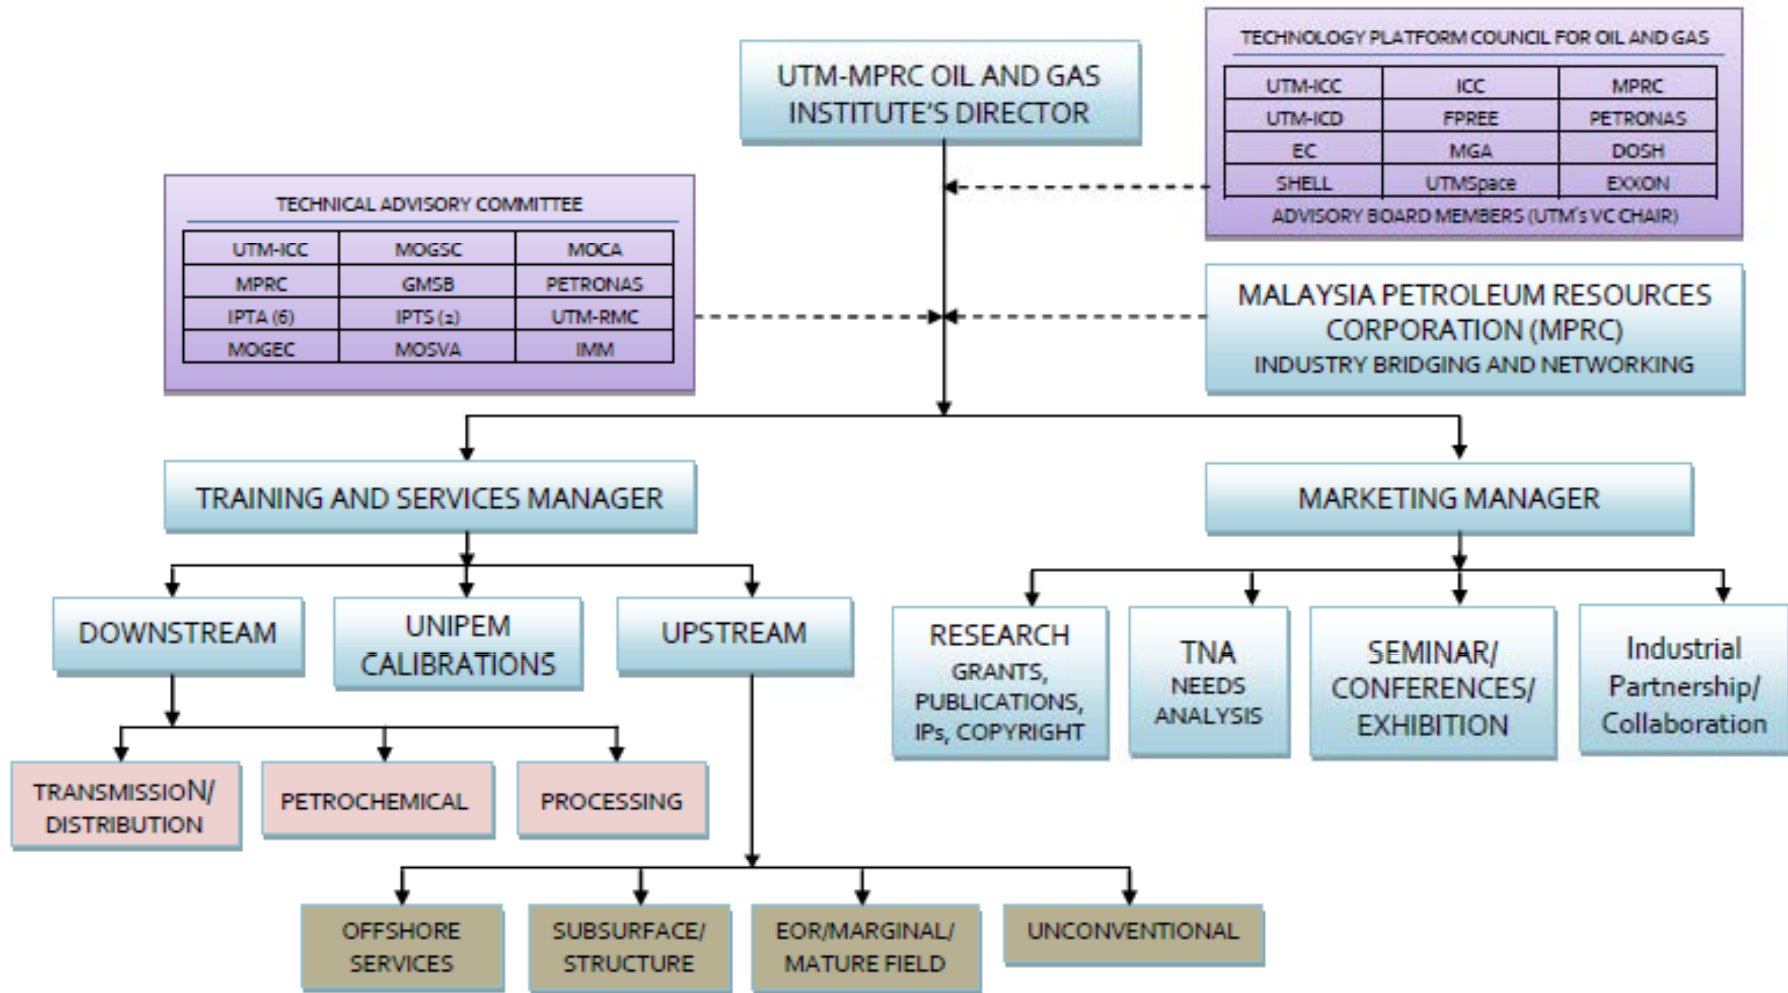 UTM-MPRC OIL AND GAS
INSTITUTE'S DIRECTOR
TECHNOLOGY PLATFORM COUNCIL FOR OIL AND GAS
UTM-ICC ICC MPRC
UTM-ICD FPREE PETRONAS
EC MGA DOSH
SHELL UTMSpace EXXON
ADVISORY BOARD MEMBERS (UTM's VC CHAIR)
TECHNICAL ADVISORY COMMITTEE
UTM-ICC MOGSC MOCA
MPRC GMSB PETRONAS
IPTA (6) IPTS (2) UTM-RMC
MOGEC MOSVA IMM
MALAYSIA PETROLEUM RESOURCES
CORPORATION (MPRC)
INDUSTRY BRIDGING AND NETWORKING
TRAINING AND SERVICES MANAGER
MARKETING MANAGER
DOWNSTREAM
UNIPEM
CALIBRATIONS
UPSTREAM
RESEARCH
GRANTS,
PUBLICATIONS,
IPs, COPYRIGHT
TNA
NEEDS
ANALYSIS
SEMINAR/
CONFERENCES/
EXHIBITION
Industrial
Partnership/
Collaboration
TRANSMISSION/
DISTRIBUTION
PETROCHEMICAL
PROCESSING
OFFSHORE
SERVICES
SUBSURFACE/
STRUCTURE
EOR/MARGINAL/
MATURE FIELD
UNCONVENTIONAL